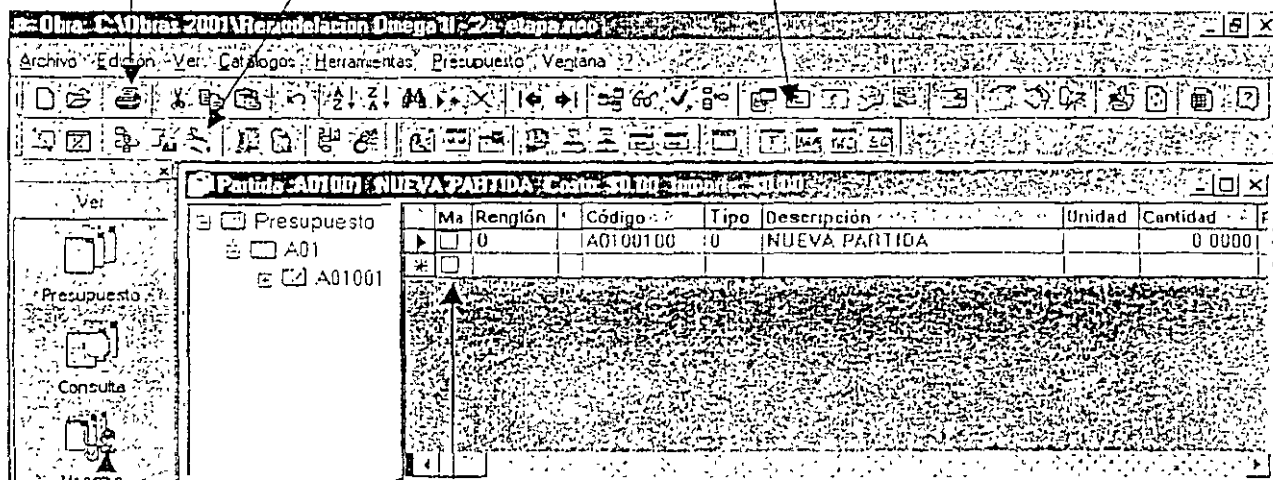 Obra: C:\Obras 2001\Remodelacion Omega II - 2a etapa.neo
Archivo Edición Ver Catálogos Herramientas Presupuesto Ventana ?
Partida :A01001 NUEVA PARTIDA Costo: $0.00 Importe: $0.00
Ver
Presupuesto
Consulta
Presupuesto
A01
A01001
Ma Renglón Código Tipo Descripción Unidad Cantidad
0 A0100100 0 NUEVA PARTIDA 0.0000